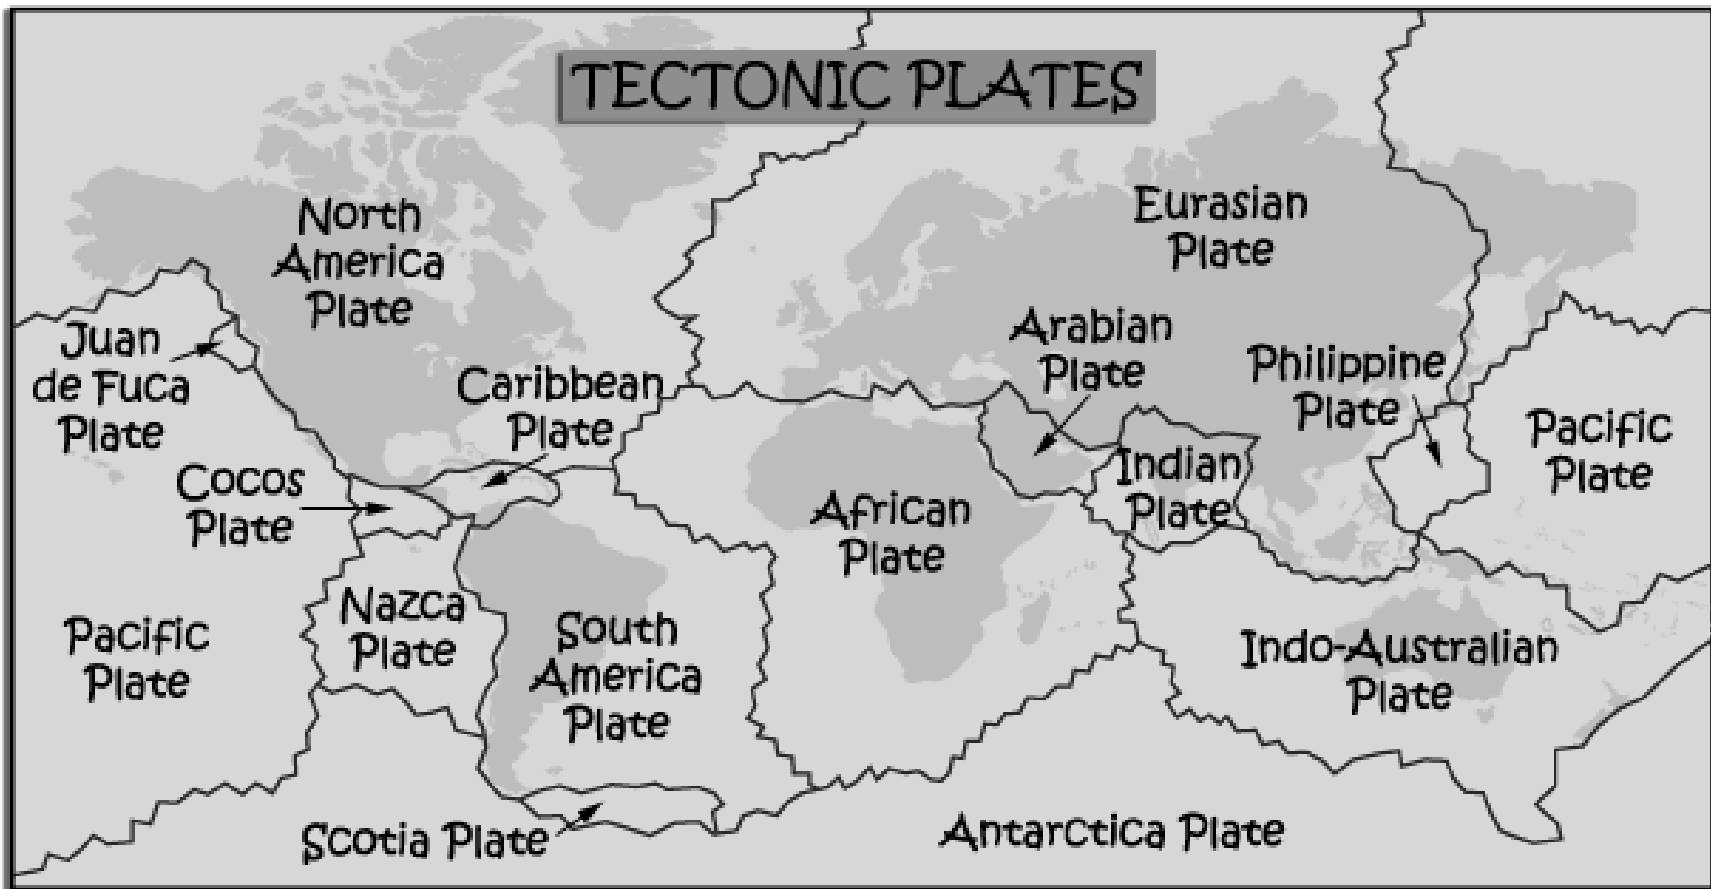 TECTONIC PLATES
North
America
Plate
Eurasian
Plate
Juan
de Fuca
Plate
Caribbean
Plate
Arabian
Plate
Philippine
Plate
Pacific
Plate
Cocos
Plate
African
Plate
Indian
Plate
Nazca
Plate
Pacific
Plate
South
America
Plate
Indo-Australian
Plate
Scotia Plate
Antarctica Plate